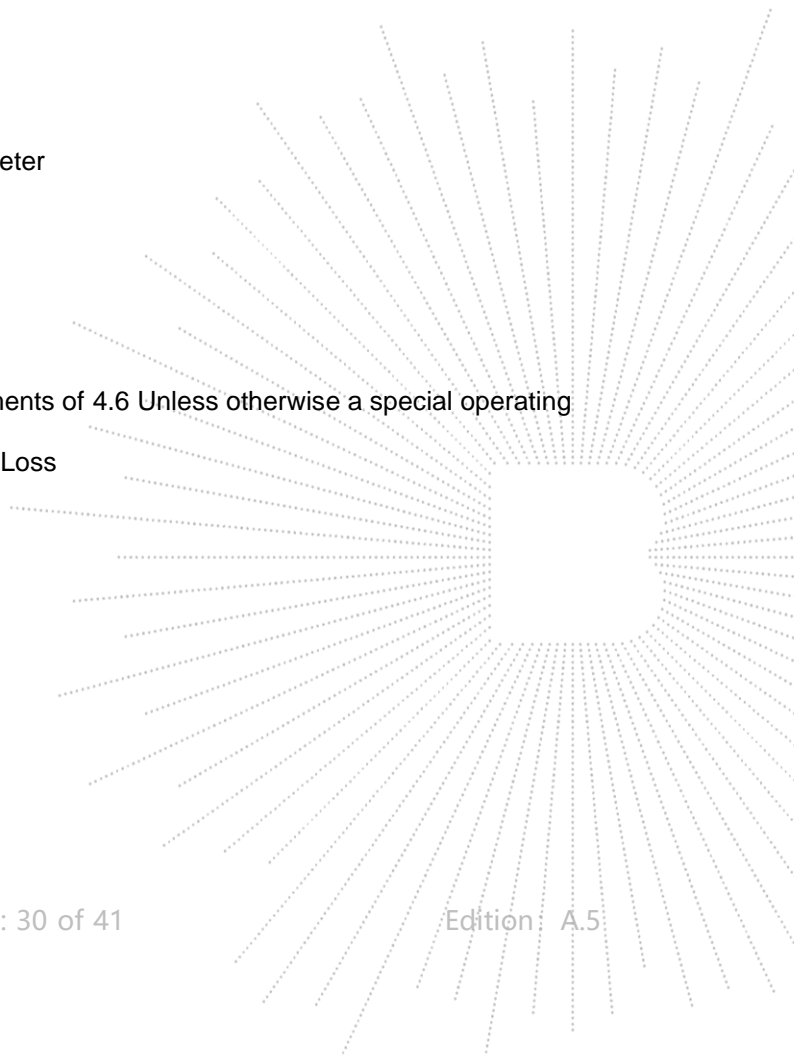 eter
nents of 4.6 Unless otherwise a special operating
Loss
: 30 of 41 Edition： A.5